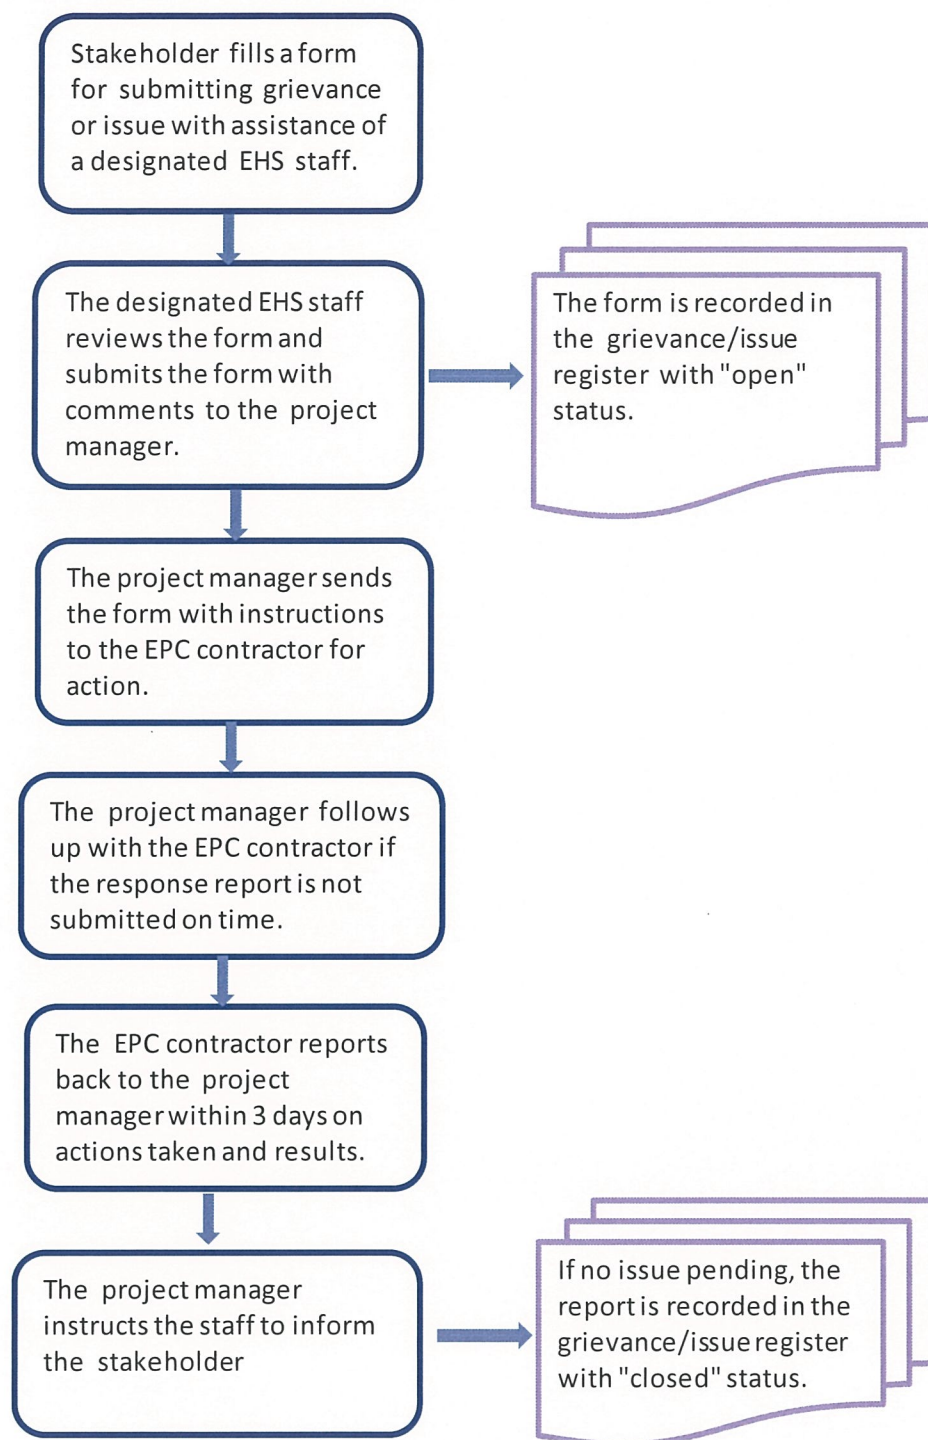 Stakeholder fills a form
for submitting grievance
or issue with assistance of
a designated EHS staff.
The designated EHS staff
reviews the form and
submits the form with
comments to the project
manager.
The form is recorded in
the grievance/issue
register with "open"
status.
The project manager sends
the form with instructions
to the EPC contractor for
action.
The project manager follows
up with the EPC contractor if
the response report is not
submitted on time.
The EPC contractor reports
back to the project
manager within 3 days on
actions taken and results.
The project manager
instructs the staff to inform
the stakeholder
If no issue pending, the
report is recorded in the
grievance/issue register
with "closed" status.